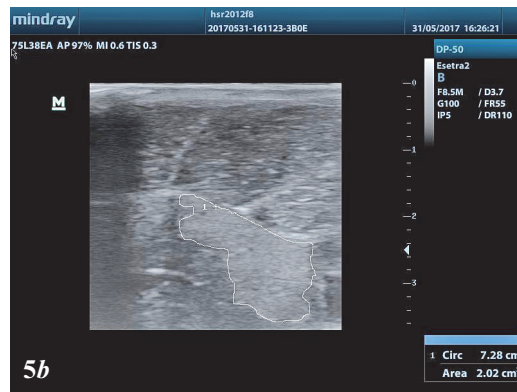 mindray
hsr2012f8
20170531-161123-3B0E
31/05/2017 16:26:21
75L38EA AP 97% MI 0.6 TIS 0.3
DP-50
Esetra2
B
F8.5M / D3.7
G100 / FR55
IP5 / DR110
M
0
1
2
3
1
1 Circ 7.28 cm
Area 2.02 cm²
5b